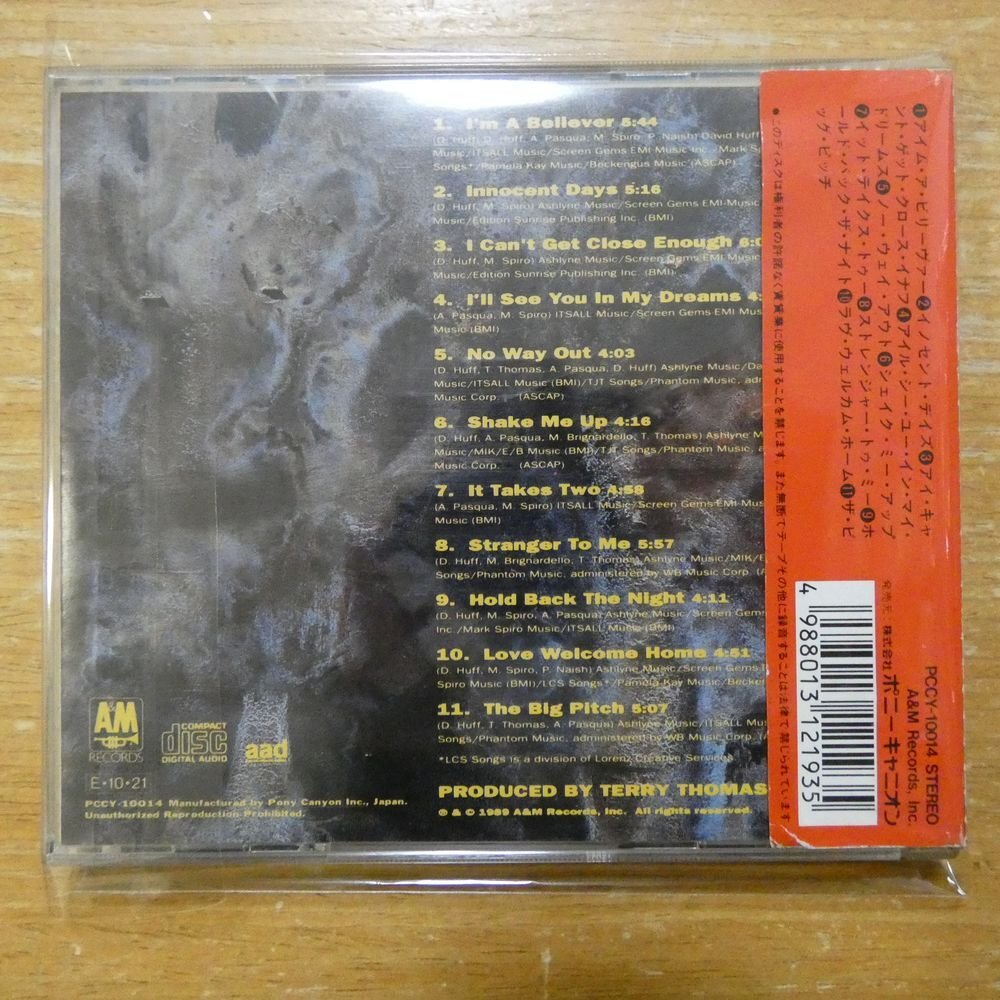 1. I'm A Believer 5:44
(D. Huff, D. Huff, A. Pasqua, M. Spiro, P. Naish) David Huff
Music/ITSALL Music/Screen Gems EMI Music Inc. Mark
Songs*/Pamela Kay Music/Beckengus Music (ASCAP)
2. Innocent Days 5:16
(D. Huff, M. Spiro) Ashlyne Music/Screen Gems EMI-Music
Music/Edition Sunrise Publishing Inc. (BMI)
3. I Can't Get Close Enough
(D. Huff, M. Spiro) Ashlyne Music/Screen Gems EMI Music
Music/Edition Sunrise Publishing Inc. (BMI)
4. I'll See You In My Dreams
(A. Pasqua, M. Spiro) ITSALL Music/Screen Gems EMI
Music (BMI)
5. No Way Out 4:03
(D. Huff, T. Thomas, A. Pasqua, D. Huff) Ashlyne Music/
ITSALL Music (BMI)/TJT Songs/Phantom Music,
Music Corp. (ASCAP)
6. Shake Me Up 4:16
(D. Huff, A. Pasqua, M. Brignardello, T. Thomas) Ashlyne
Music/MIK/E/B Music (BMI)/TJT Songs/Phantom Music,
Music Corp. (ASCAP)
7. It Takes Two 4:58
(A. Pasqua, M. Spiro) ITSALL Music/Screen Gems
Music (BMI)
8. Stranger To Me 5:57
(D. Huff, M. Brignardello, T. Thomas) Ashlyne Music/MIK/E
Songs/Phantom Music, administered by WB Music Corp.
9. Hold Back The Night 4:11
(D. Huff, M. Spiro, A. Pasqua) Ashlyne Music/Screen Gems
Inc./Mark Spiro Music/ITSALL Music (BMI)
10. Love Welcome Home 4:51
(D. Huff, M. Spiro, P. Naish) Ashlyne Music/Screen Gems
Spiro Music (BMI)/LCS Songs*/Pamela Kay Music/
11. The Big Pitch 5:07
(D. Huff, T. Thomas, A. Pasqua) Ashlyne Music/ITSALL
Songs/Phantom Music, administered by WB Music Corp.
*LCS Songs is a division of Lorenz Creative Services
PRODUCED BY TERRY THOMAS
℗ & © 1989 A&M Records, Inc. All rights reserved.
A&M
RECORDS
COMPACT
disc
DIGITAL AUDIO
aad
E・10・21
PCCY-10014 Manufactured by Pony Canyon Inc., Japan.
Unauthorized Reproduction Prohibited.
❶アイム・ア・ビリーヴァー❷イノセント・デイズ❸アイ・キャ
ント・ゲット・クロース・イナフ❹アイル・シー・ユー・イン・マイ・
ドリームス❺ノー・ウェイ・アウト❻シェイク・ミー・アップ
❼イット・テイクス・トゥー❽ストレンジャー・トゥ・ミー❾ホ
ールド・バック・ザ・ナイト❿ラヴ・ウェルカム・ホーム⓫ザ・ビ
ッグ・ピッチ
●このディスクは権利者の許諾なく賃貸業に使用することを禁じます。また無断でテープその他に録音することは法律で禁じられています
PCCY-10014 STEREO
A&M Records, Inc.
発売元:株式会社ポニーキャニオン
4 988013 121935